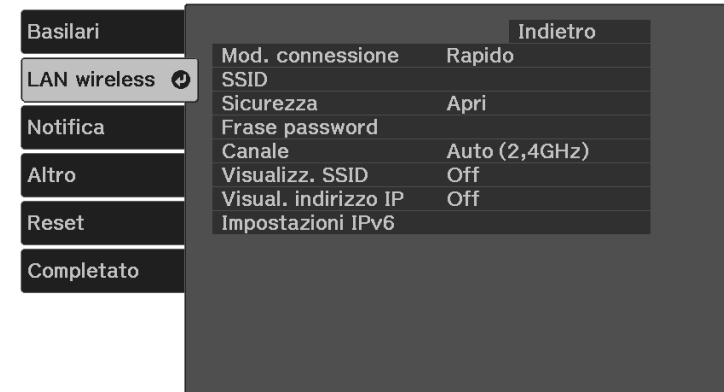 Basilari
LAN wireless
Notifica
Altro
Reset
Completato
Indietro
Mod. connessione Rapido
SSID
Sicurezza Apri
Frase password
Canale Auto (2,4GHz)
Visualizz. SSID Off
Visual. indirizzo IP Off
Impostazioni IPv6